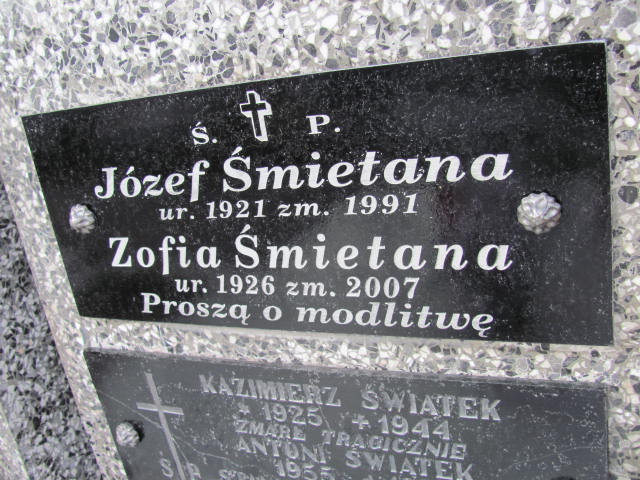 Ś. P.
Józef Śmietana
ur. 1921 zm. 1991
Zofia Śmietana
ur. 1926 zm. 2007
Proszą o modlitwę
KAZIMIERZ ŚWIĄTEK
* 1925 + 1944
ZMARŁ TRAGICZNIE
ANTONI ŚWIĄTEK
Ś P
1955